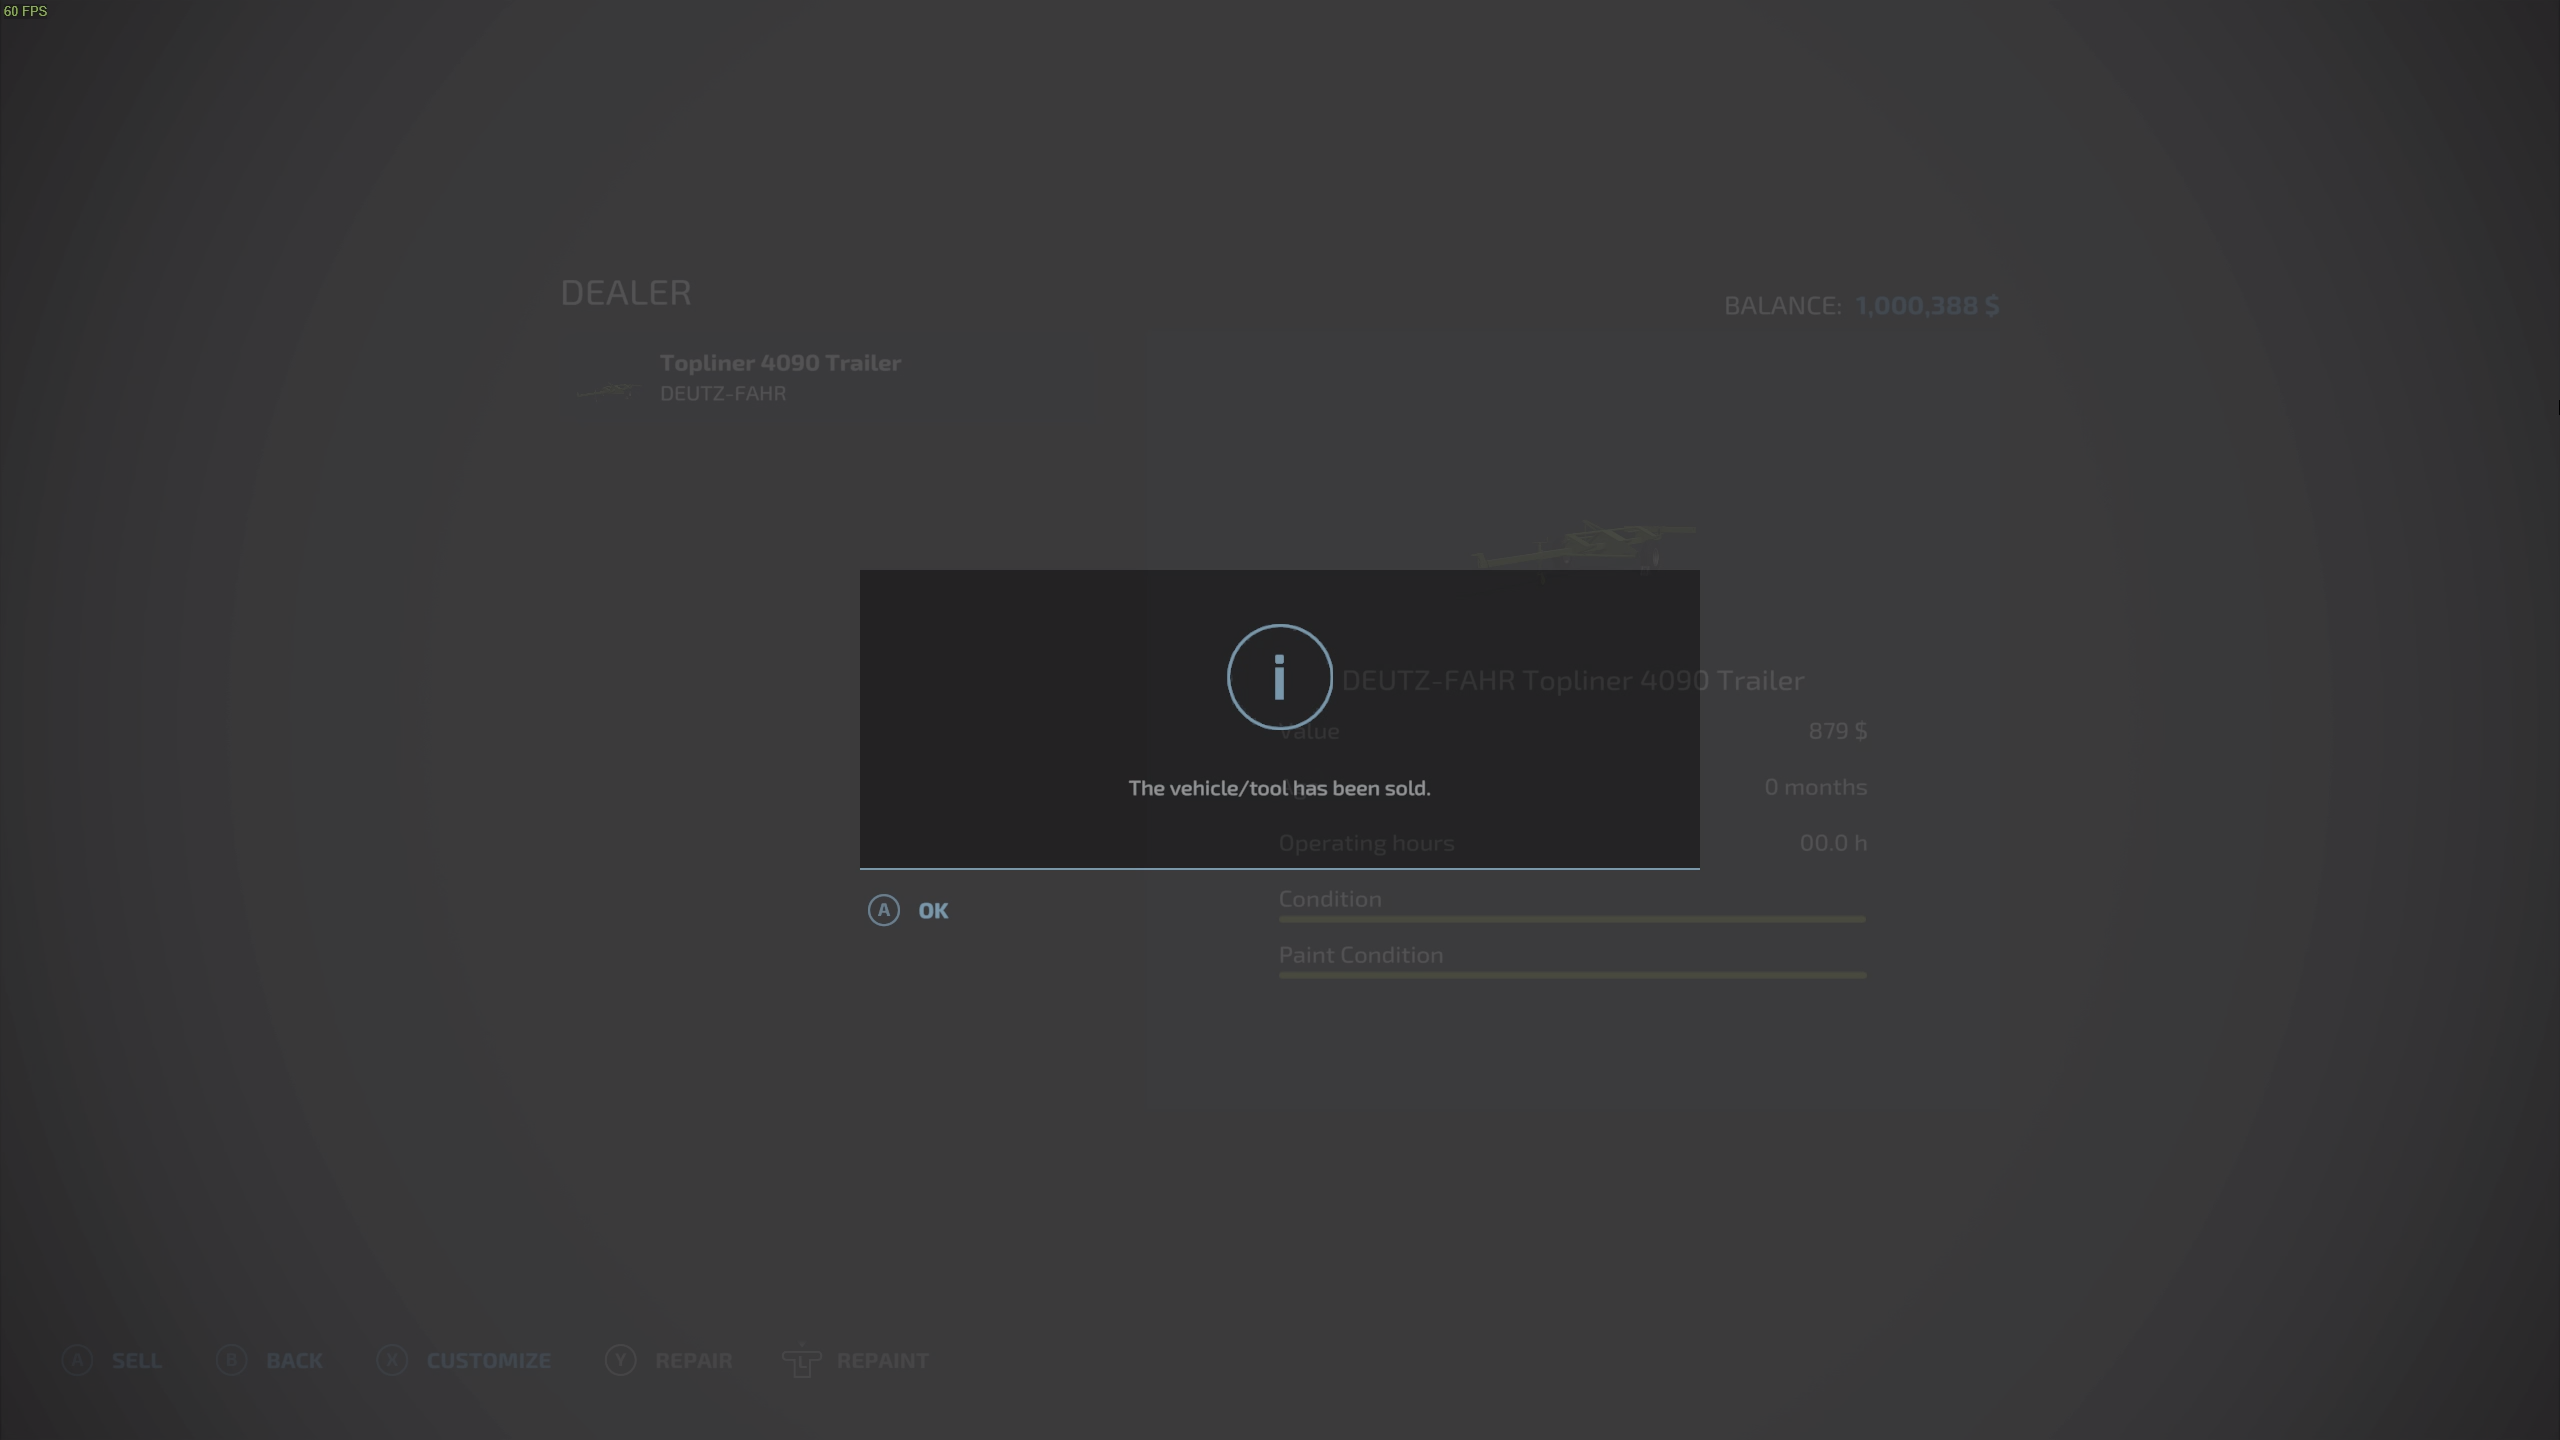 60 FPS
DEALER
BALANCE: 1,000,388 $
Topliner 4090 Trailer
DEUTZ-FAHR
i
DEUTZ-FAHR Topliner 4090 Trailer
Value 879 $
The vehicle/tool has been sold.
0 months
Operating hours 00.0 h
Condition
A OK
Paint Condition
A SELL B BACK X CUSTOMIZE Y REPAIR L REPAINT